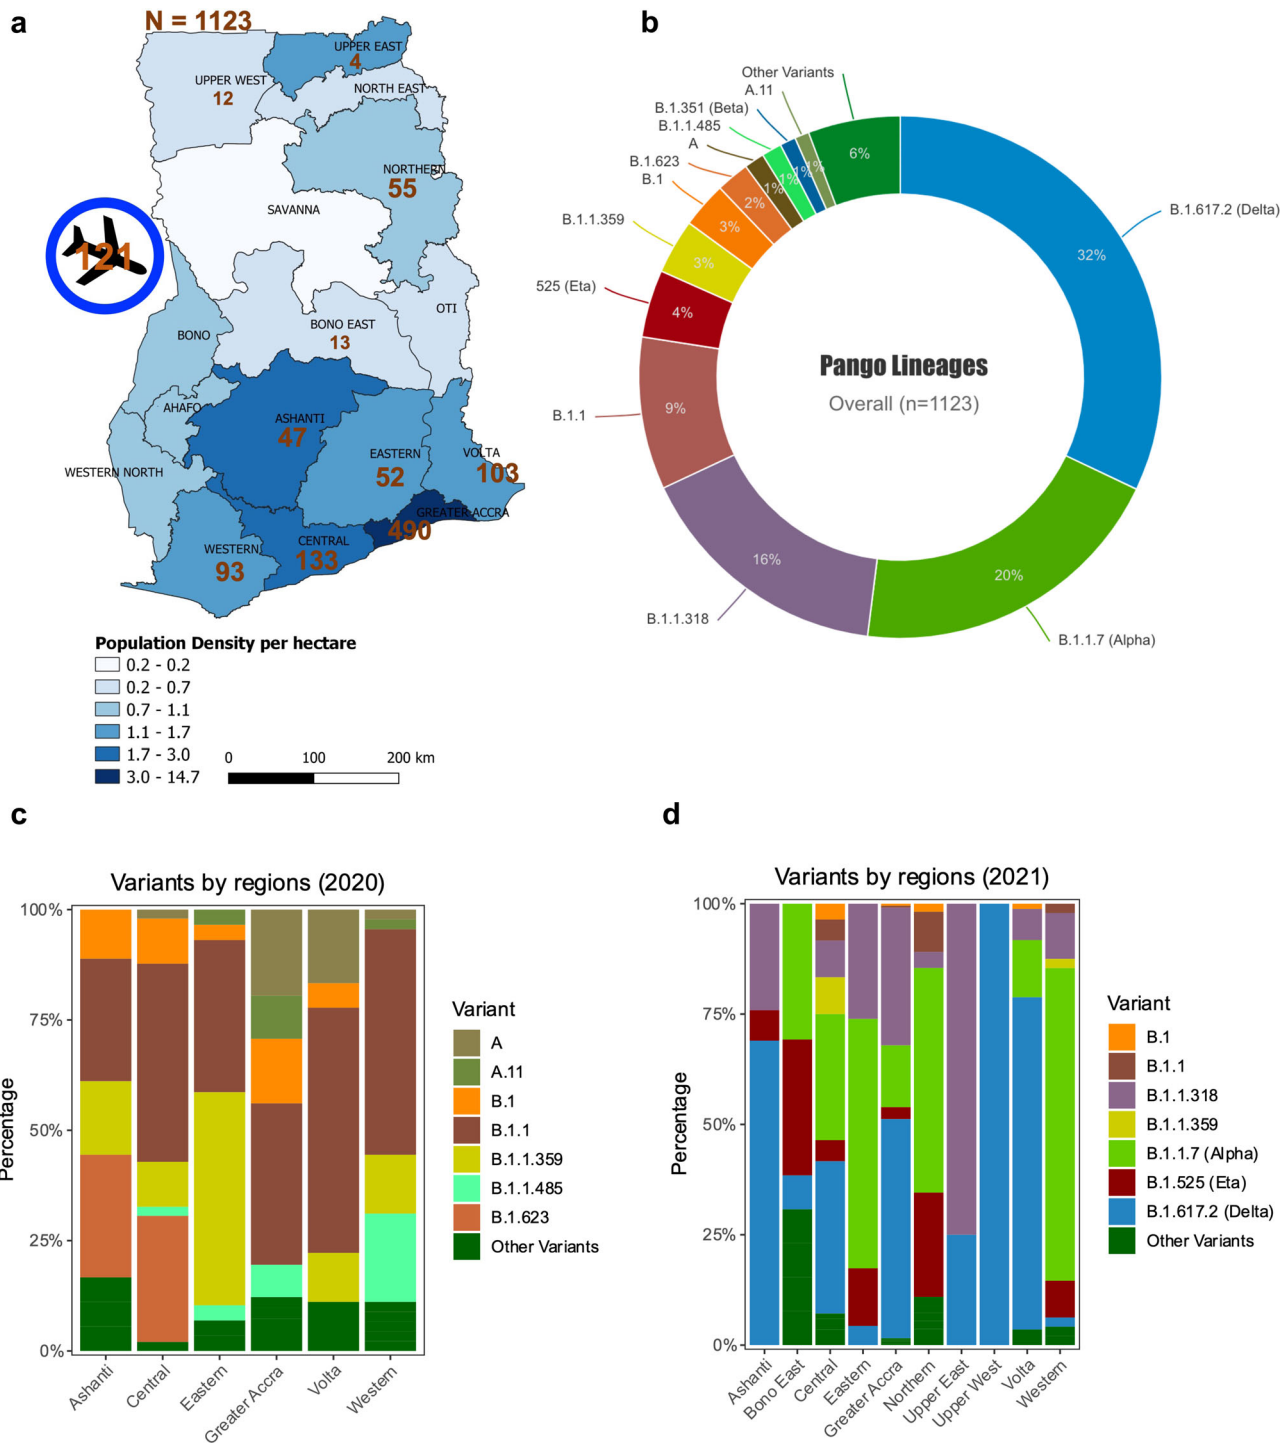 a
N = 1123
UPPER EAST
4
UPPER WEST
12
NORTH EAST
NORTHERN
55
SAVANNA
121
OTI
BONO
BONO EAST
13
AHAFO
ASHANTI
47
EASTERN
52
VOLTA
103
WESTERN NORTH
GREATER ACCRA
490
CENTRAL
133
WESTERN
93
Population Density per hectare
0.2 - 0.2
0.2 - 0.7
0.7 - 1.1
1.1 - 1.7
1.7 - 3.0
3.0 - 14.7
0 100 200 km
b
Other Variants
A.11
B.1.351 (Beta)
B.1.1.485
A
B.1.623
B.1
B.1.1.359
525 (Eta)
B.1.1
B.1.1.318
B.1.1.7 (Alpha)
B.1.617.2 (Delta)
6%
1%
1%
1%
1%
2%
3%
3%
4%
9%
16%
20%
32%
Pango Lineages
Overall (n=1123)
c
Variants by regions (2020)
100%
75%
50%
25%
0%
Percentage
Ashanti
Central
Eastern
Greater Accra
Volta
Western
Variant
A
A.11
B.1
B.1.1
B.1.1.359
B.1.1.485
B.1.623
Other Variants
d
Variants by regions (2021)
100%
75%
50%
25%
0%
Percentage
Ashanti
Bono East
Central
Eastern
Greater Accra
Northern
Upper East
Upper West
Volta
Western
Variant
B.1
B.1.1
B.1.1.318
B.1.1.359
B.1.1.7 (Alpha)
B.1.525 (Eta)
B.1.617.2 (Delta)
Other Variants